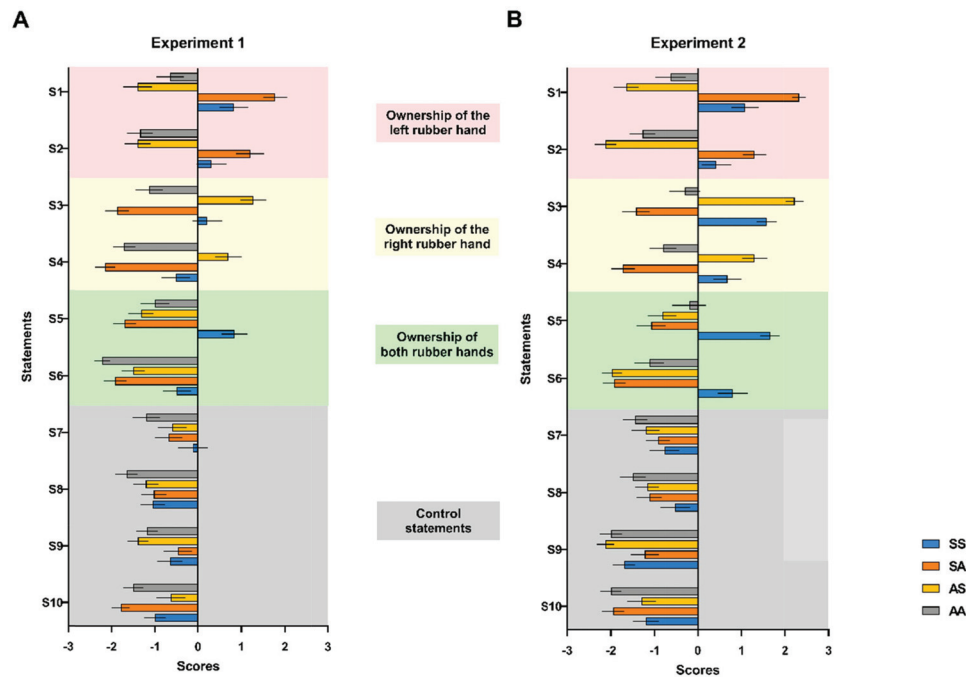 A
B
Experiment 1
Experiment 2
S1
S2
S3
S4
S5
S6
S7
S8
S9
S10
Statements
-3 -2 -1 0 1 2 3
Scores
Ownership of the
left rubber hand
Ownership of the
right rubber hand
Ownership of
both rubber hands
Control
statements
S1
S2
S3
S4
S5
S6
S7
S8
S9
S10
Statements
-3 -2 -1 0 1 2 3
Scores
SS
SA
AS
AA